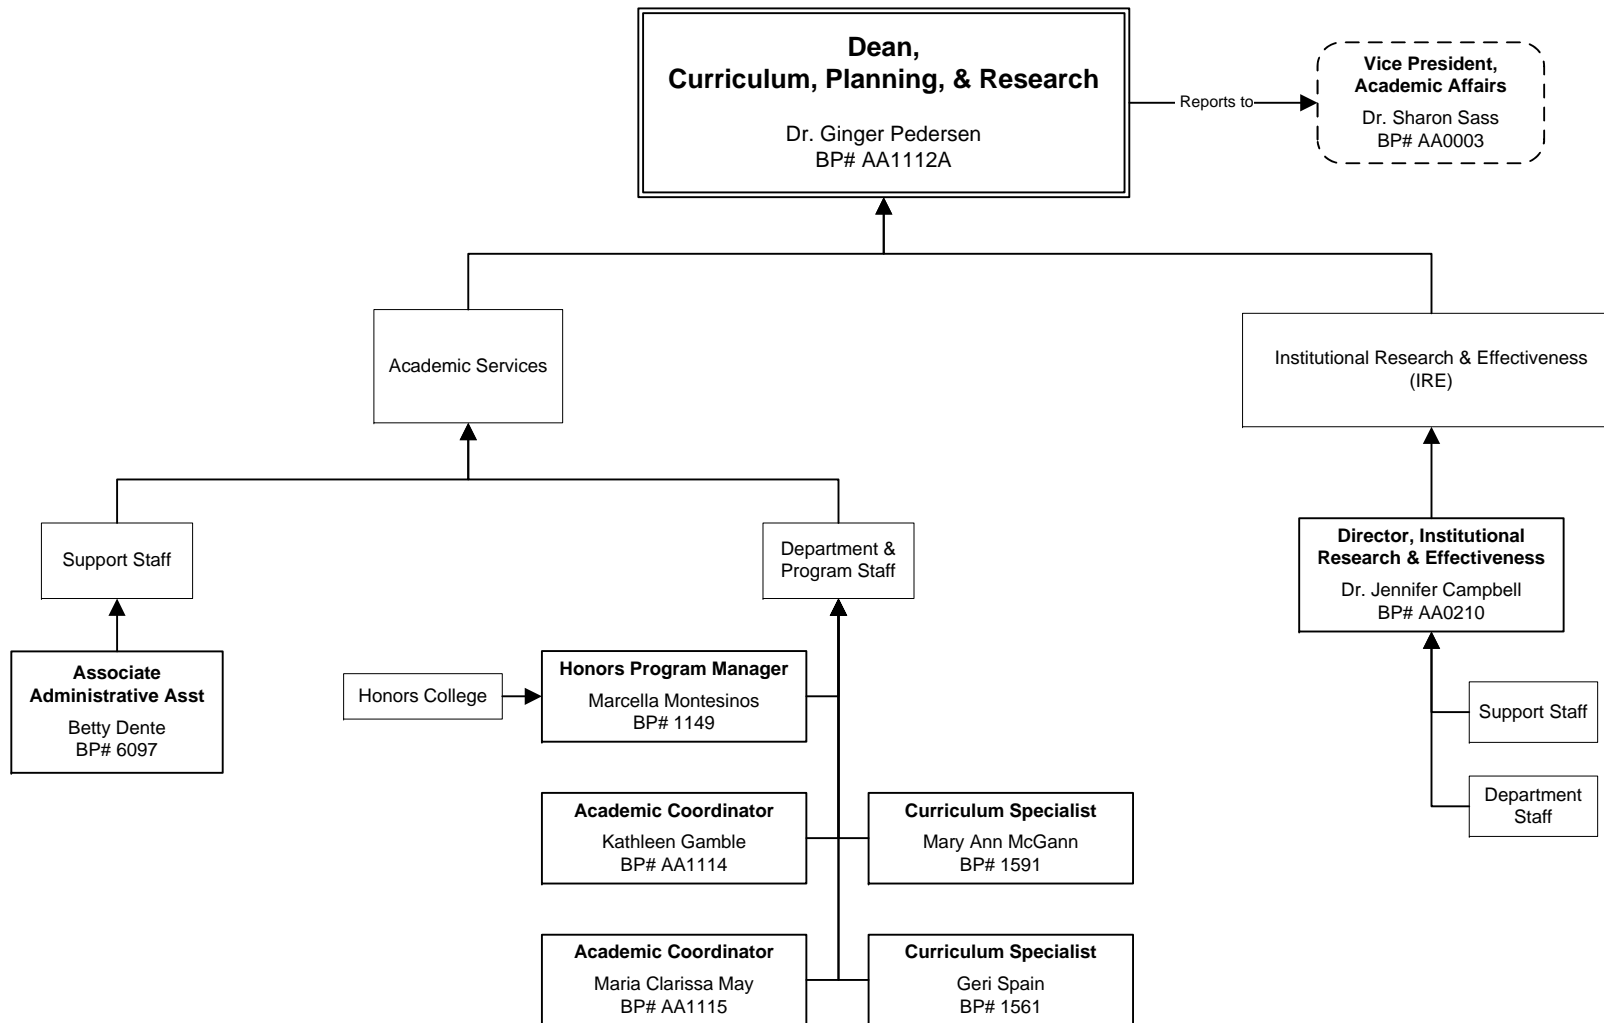 Dean,
Curriculum, Planning, & Research
Dr. Ginger Pedersen
BP# AA1112A
Reports to
Vice President,
Academic Affairs
Dr. Sharon Sass
BP# AA0003
Academic Services
Institutional Research & Effectiveness
(IRE)
Support Staff
Department &
Program Staff
Director, Institutional
Research & Effectiveness
Dr. Jennifer Campbell
BP# AA0210
Associate
Administrative Asst
Betty Dente
BP# 6097
Honors College
Honors Program Manager
Marcella Montesinos
BP# 1149
Support Staff
Department
Staff
Academic Coordinator
Kathleen Gamble
BP# AA1114
Curriculum Specialist
Mary Ann McGann
BP# 1591
Academic Coordinator
Maria Clarissa May
BP# AA1115
Curriculum Specialist
Geri Spain
BP# 1561